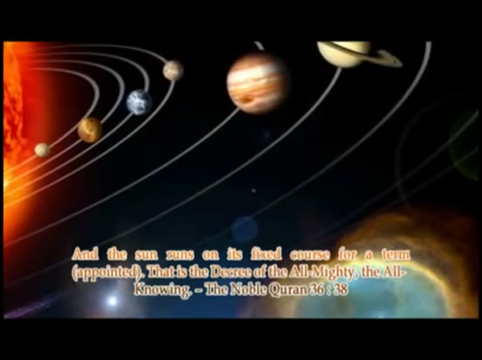 And the sun runs on its fixed course for a term
(appointed). That is the Decree of the All-Mighty, the All-
Knowing. - The Noble Quran 36 : 38